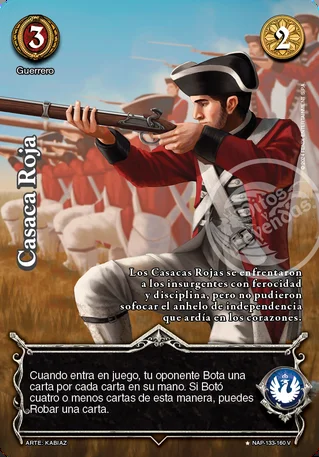 3
2
Guerrero
Casaca Roja
Los Casacas Rojas se enfrentaron
a los insurgentes con ferocidad
y disciplina, pero no pudieron
sofocar el anhelo de independencia
que ardía en los corazones.
Cuando entra en juego, tu oponente Bota una
carta por cada carta en su mano. Si Botó
cuatro o menos cartas de esta manera, puedes
Robar una carta.
ARTE: KABIAZ
★ NAP-133-160 V